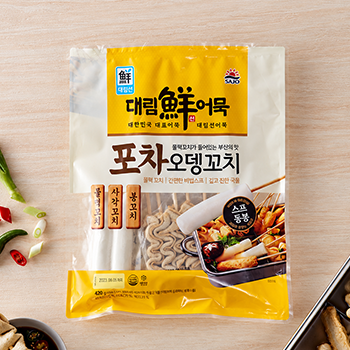 鮮
대림선
SAJO
대림鮮어묵
선
대한민국 대표어묵 대림선어묵
물떡꼬치가 들어있는 부산의 맛
포차오뎅꼬치
물떡 꼬치 | 간편한 비법스프 | 깊고 진한 국물
물떡꼬치
사각꼬치
봉꼬치
스프
동봉
420 g